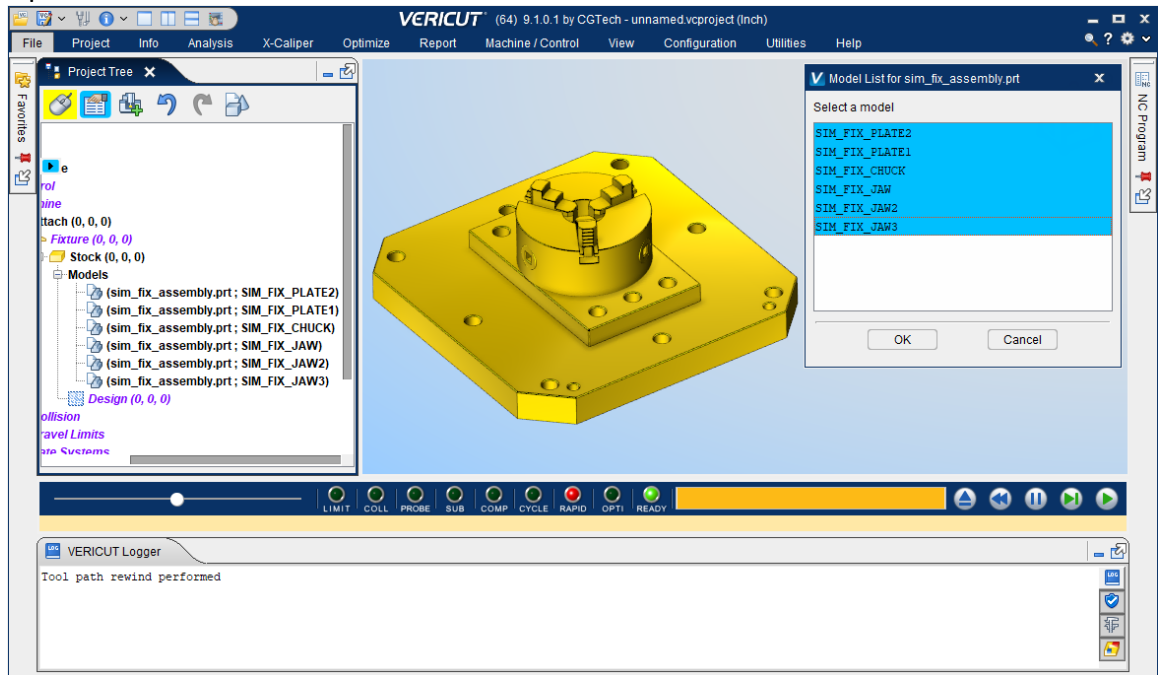 VERICUT (64) 9.1.0.1 by CGTech - unnamed.vcproject (Inch)
File Project Info Analysis X-Caliper Optimize Report Machine / Control View Configuration Utilities Help
Favorites
Project Tree
e
rol
hine
ttach (0, 0, 0)
Fixture (0, 0, 0)
Stock (0, 0, 0)
Models
(sim_fix_assembly.prt ; SIM_FIX_PLATE2)
(sim_fix_assembly.prt ; SIM_FIX_PLATE1)
(sim_fix_assembly.prt ; SIM_FIX_CHUCK)
(sim_fix_assembly.prt ; SIM_FIX_JAW)
(sim_fix_assembly.prt ; SIM_FIX_JAW2)
(sim_fix_assembly.prt ; SIM_FIX_JAW3)
Design (0, 0, 0)
ollision
ravel Limits
ate Systems
Model List for sim_fix_assembly.prt
Select a model
SIM_FIX_PLATE2
SIM_FIX_PLATE1
SIM_FIX_CHUCK
SIM_FIX_JAW
SIM_FIX_JAW2
SIM_FIX_JAW3
OK Cancel
NC Program
LIMIT COLL PROBE SUB COMP CYCLE RAPID OPTI READY
VERICUT Logger
Tool path rewind performed